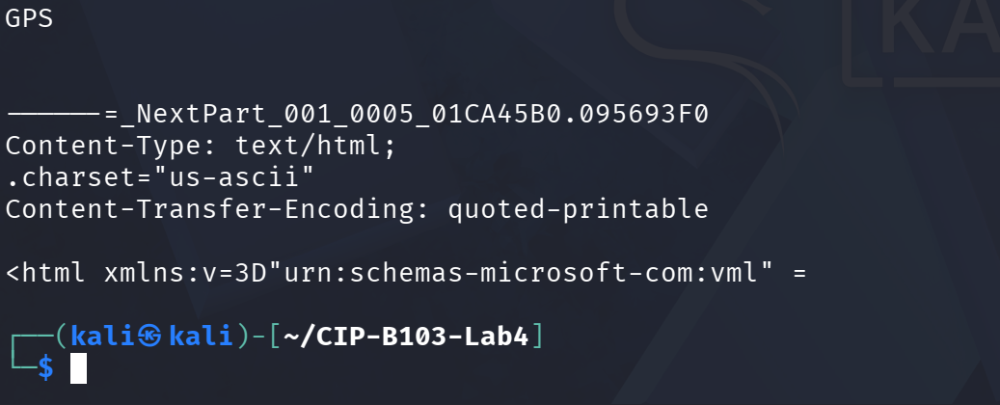 GPS
KA
------=_NextPart_001_0005_01CA45B0.095693F0
Content-Type: text/html;
.charset="us-ascii"
Content-Transfer-Encoding: quoted-printable
<html xmlns:v=3D"urn:schemas-microsoft-com:vml" =
┌──(kali㉿kali)-[~/CIP-B103-Lab4]
└─$